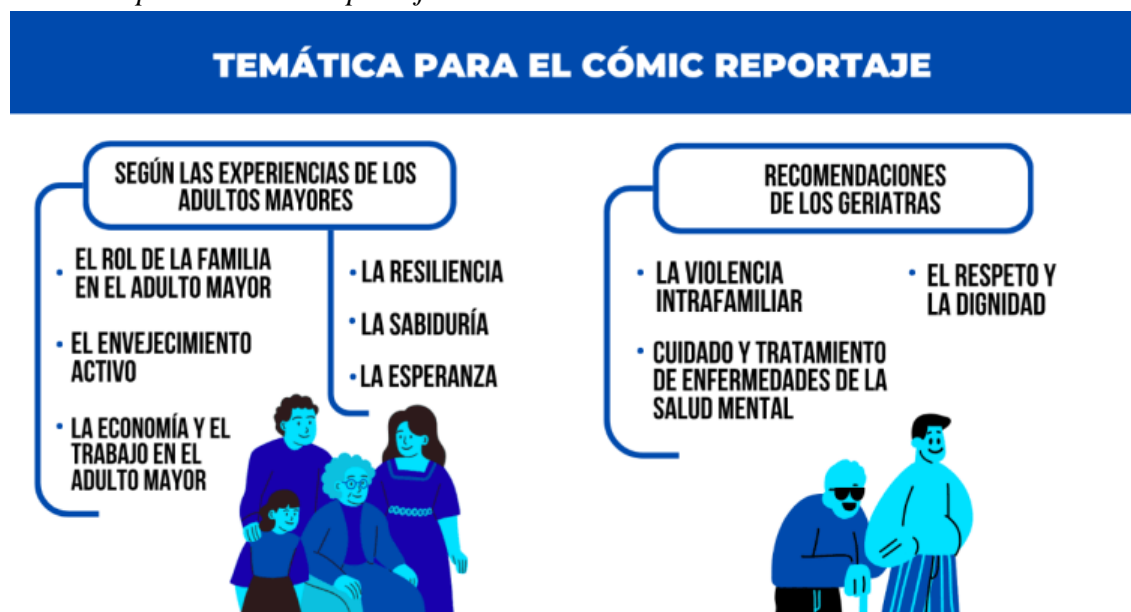 TEMÁTICA PARA EL CÓMIC REPORTAJE
SEGÚN LAS EXPERIENCIAS DE LOS
ADULTOS MAYORES
• EL ROL DE LA FAMILIA
EN EL ADULTO MAYOR
• EL ENVEJECIMIENTO
ACTIVO
• LA ECONOMÍA Y EL
TRABAJO EN EL
ADULTO MAYOR
• LA RESILIENCIA
• LA SABIDURÍA
• LA ESPERANZA
RECOMENDACIONES
DE LOS GERIATRAS
• LA VIOLENCIA
INTRAFAMILIAR
• CUIDADO Y TRATAMIENTO
DE ENFERMEDADES DE LA
SALUD MENTAL
• EL RESPETO Y
LA DIGNIDAD